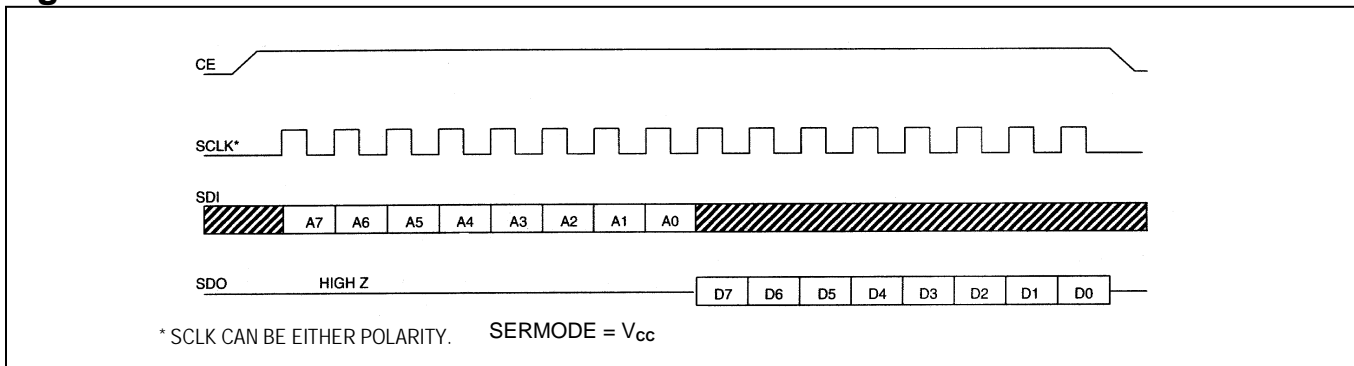 CE
SCLK*
SDI
A7 A6 A5 A4 A3 A2 A1 A0
SDO HIGH Z
D7 D6 D5 D4 D3 D2 D1 D0
* SCLK CAN BE EITHER POLARITY. SERMODE = VCC